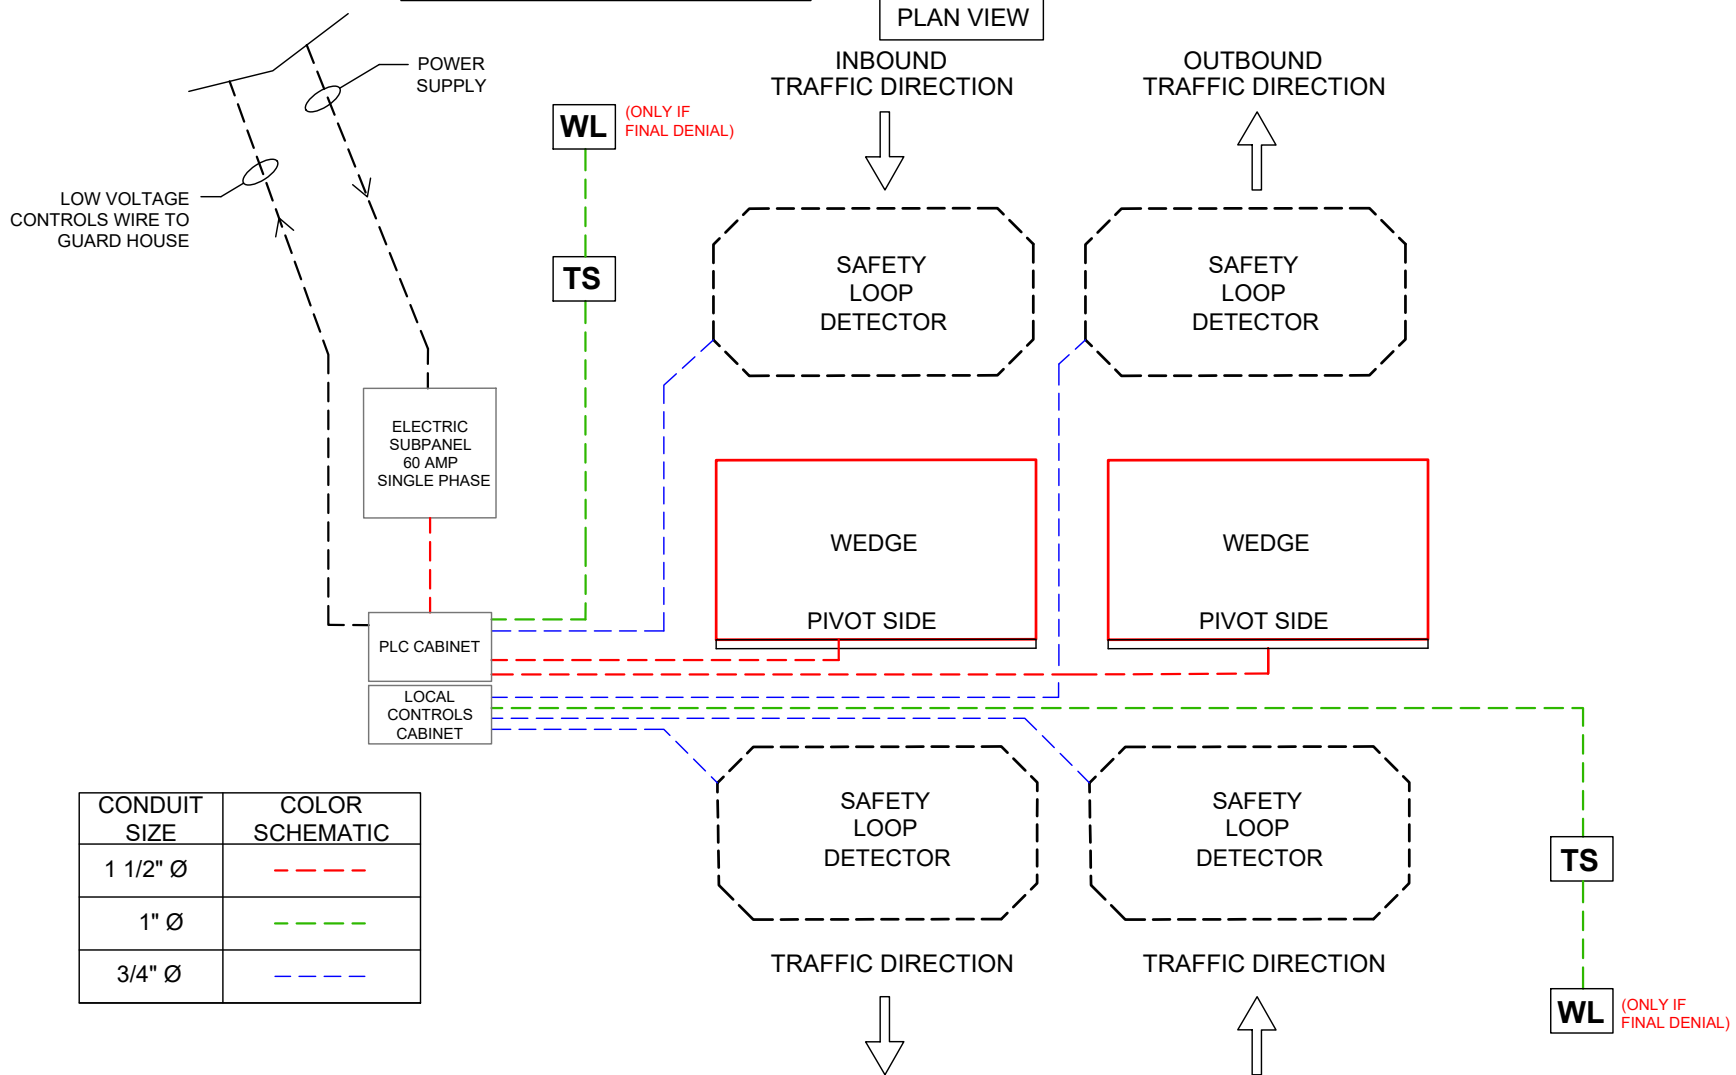 PLAN VIEW
INBOUND
TRAFFIC DIRECTION
OUTBOUND
TRAFFIC DIRECTION
POWER
SUPPLY
WL
(ONLY IF
FINAL DENIAL)
LOW VOLTAGE
CONTROLS WIRE TO
GUARD HOUSE
TS
SAFETY
LOOP
DETECTOR
SAFETY
LOOP
DETECTOR
ELECTRIC
SUBPANEL
60 AMP
SINGLE PHASE
WEDGE
PIVOT SIDE
WEDGE
PIVOT SIDE
PLC CABINET
LOCAL
CONTROLS
CABINET
SAFETY
LOOP
DETECTOR
SAFETY
LOOP
DETECTOR
CONDUIT
SIZE
COLOR
SCHEMATIC
1 1/2" Ø
1" Ø
3/4" Ø
TS
TRAFFIC DIRECTION
TRAFFIC DIRECTION
WL
(ONLY IF
FINAL DENIAL)